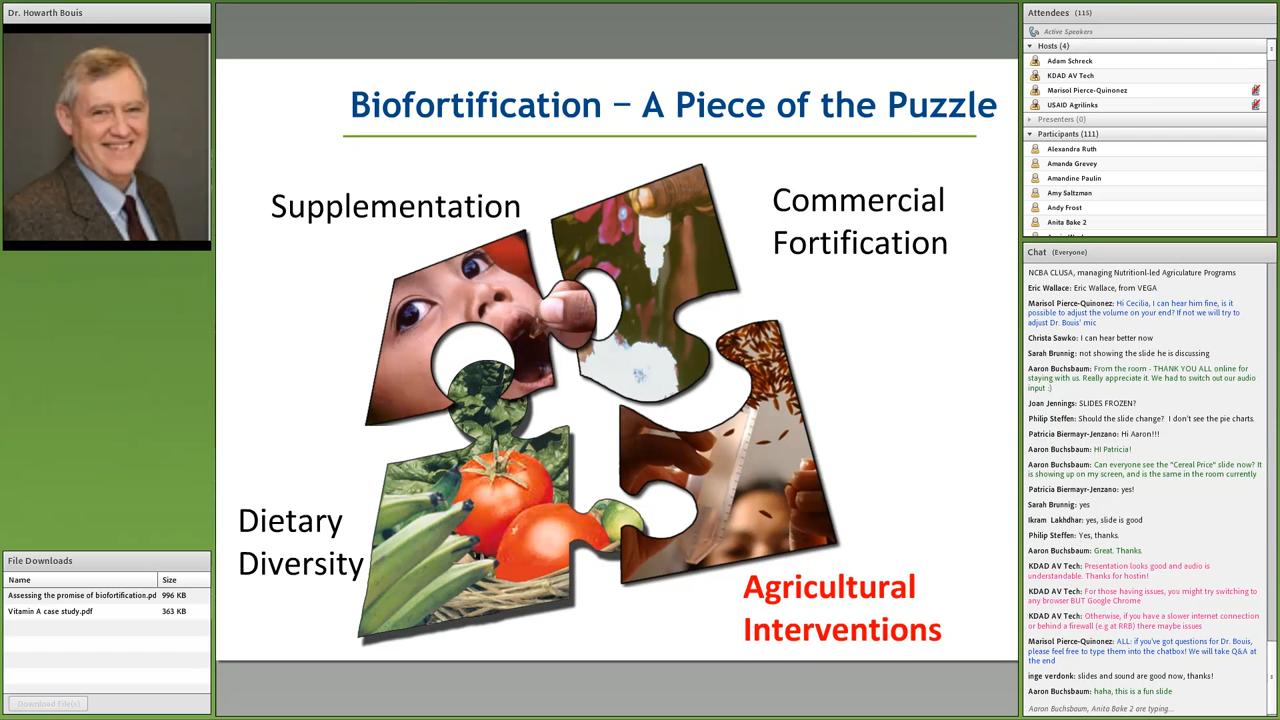 Dr. Howarth Bouis
Biofortification – A Piece of the Puzzle
Supplementation
Commercial
Fortification
Dietary
Diversity
Agricultural
Interventions
File Downloads
Name Size
Assessing the promise of biofortification.pd 996 KB
Vitamin A case study.pdf 363 KB
Download File(s)
Attendees (115)
Active Speakers
Hosts (4)
Adam Schreck
KDAD AV Tech
Marisol Pierce-Quinonez
USAID Agrilinks
Presenters (0)
Participants (111)
Alexandra Ruth
Amanda Grevey
Amandine Paulin
Amy Saltzman
Andy Frost
Anita Bake 2
Chat (Everyone)
NCBA CLUSA, managing Nutritionl-led Agriculature Programs
Eric Wallace: Eric Wallace, from VEGA
Marisol Pierce-Quinonez: Hi Cecilia, I can hear him fine, is it
possible to adjust the volume on your end? If not we will try to
adjust Dr. Bouis' mic
Christa Sawko: I can hear better now
Sarah Brunnig: not showing the slide he is discussing
Aaron Buchsbaum: From the room - THANK YOU ALL online for
staying with us. Really appreciate it. We had to switch out our audio
input :)
Joan Jennings: SLIDES FROZEN?
Philip Steffen: Should the slide change? I don't see the pie charts.
Patricia Biermayr-Jenzano: Hi Aaron!!!
Aaron Buchsbaum: HI Patricia!
Aaron Buchsbaum: Can everyone see the "Cereal Price" slide now? It
is showing up on my screen, and is the same in the room currently
Patricia Biermayr-Jenzano: yes!
Sarah Brunnig: yes
Ikram Lakhdhar: yes, slide is good
Philip Steffen: Yes, thanks.
Aaron Buchsbaum: Great. Thanks.
KDAD AV Tech: Presentation looks good and audio is
understandable. Thanks for hostin!
KDAD AV Tech: For those having issues, you might try switching to
any browser BUT Google Chrome
KDAD AV Tech: Otherwise, if you have a slower internet connection
or behind a firewall (e.g at RRB) there maybe issues
Marisol Pierce-Quinonez: ALL: if you've got questions for Dr. Bouis,
please feel free to type them into the chatbox! We will take Q&A at
the end
inge verdonk: slides and sound are good now, thanks!
Aaron Buchsbaum: haha, this is a fun slide
Aaron Buchsbaum, Anita Bake 2 are typing...